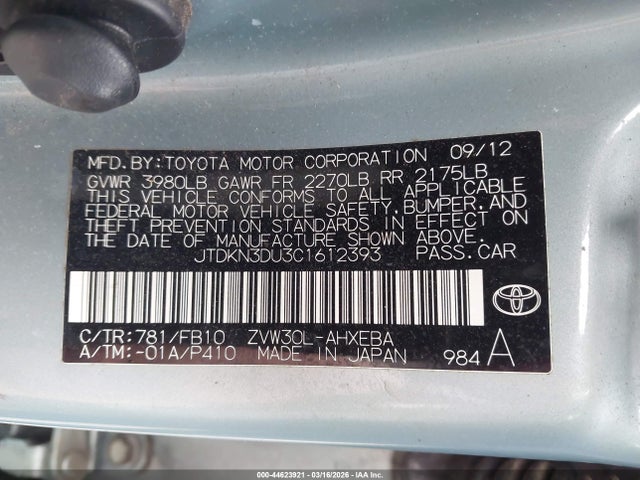 MFD. BY: TOYOTA MOTOR CORPORATION 09/12
GVWR 3980LB GAWR FR 2270LB RR 2175LB
THIS VEHICLE CONFORMS TO ALL APPLICABLE
FEDERAL MOTOR VEHICLE SAFETY, BUMPER, AND
THEFT PREVENTION STANDARDS IN EFFECT ON
THE DATE OF MANUFACTURE SHOWN ABOVE.
JTDKN3DU3C1612393 PASS. CAR
C/TR: 781/FB10 ZVW30L-AHXEBA
A/TM: -01A/P410 MADE IN JAPAN 984 A
000-44623921 | 03/16/2026 - US | IAA Inc.